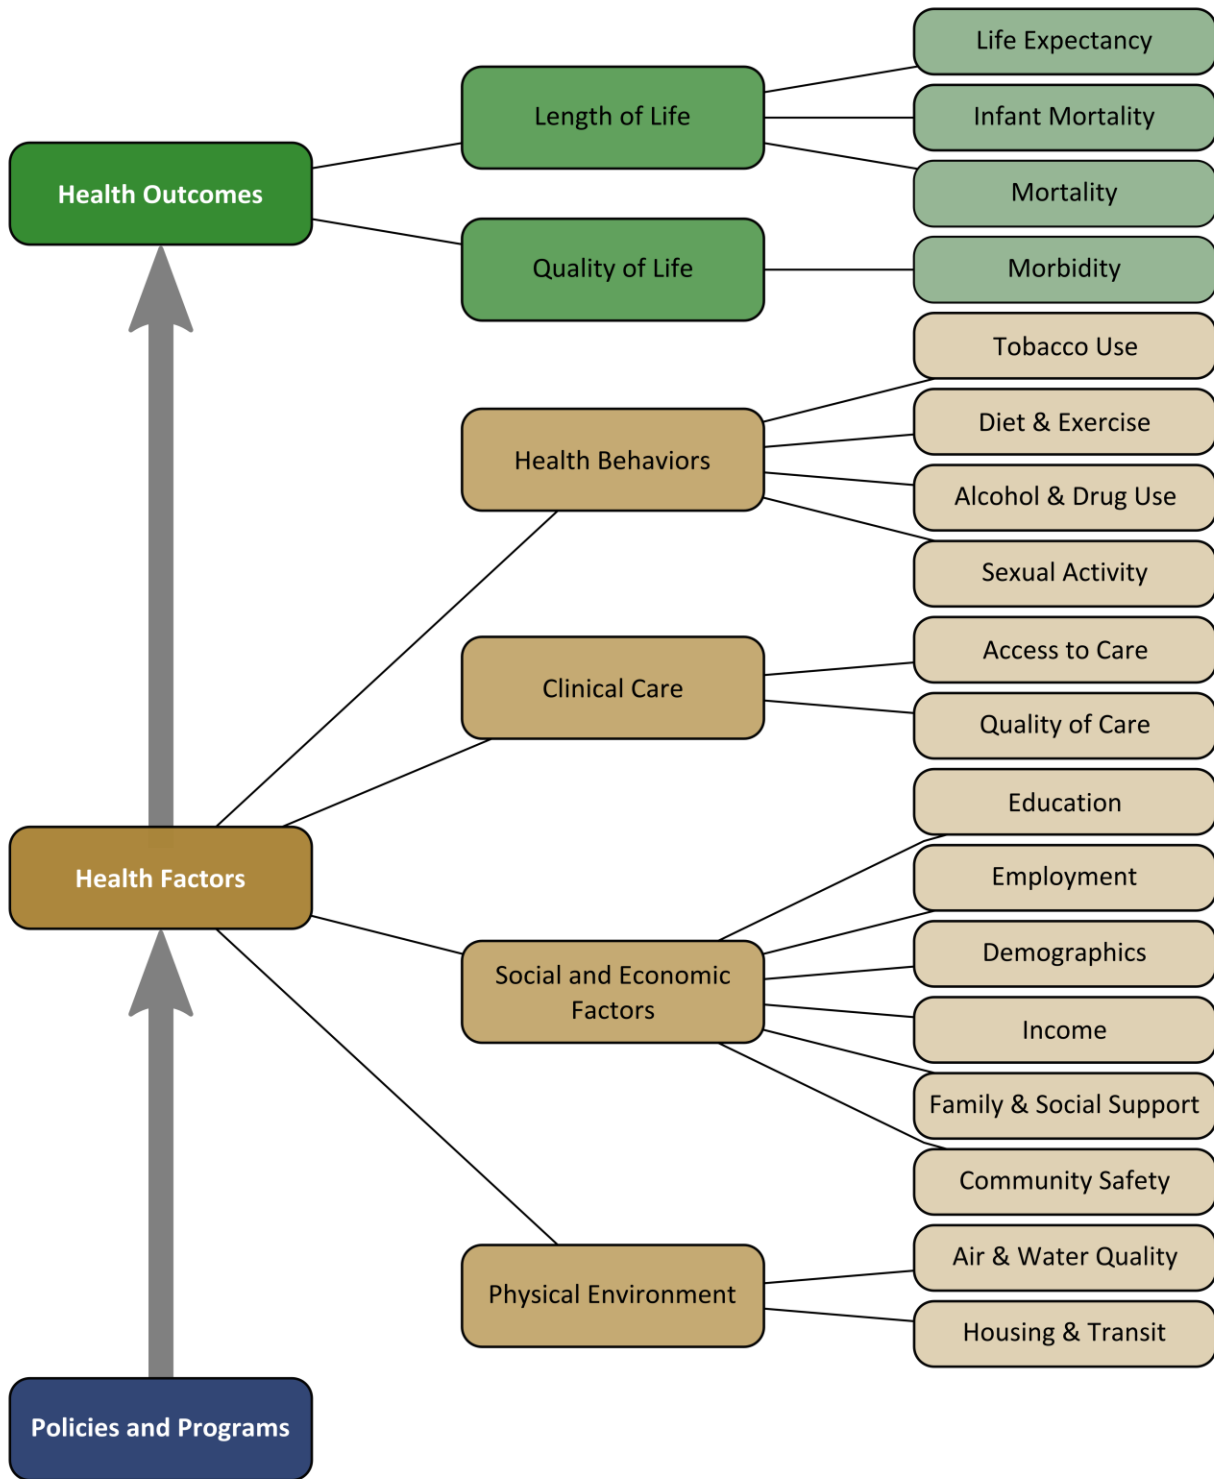 Life Expectancy
Length of Life
Infant Mortality
Health Outcomes
Mortality
Quality of Life
Morbidity
Tobacco Use
Diet & Exercise
Health Behaviors
Alcohol & Drug Use
Sexual Activity
Access to Care
Clinical Care
Quality of Care
Education
Health Factors
Employment
Demographics
Social and Economic
Factors
Income
Family & Social Support
Community Safety
Air & Water Quality
Physical Environment
Housing & Transit
Policies and Programs